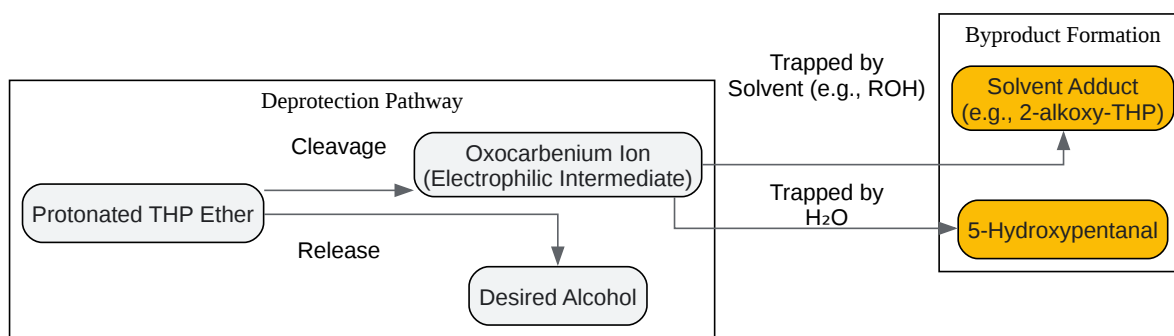 Byproduct Formation
Trapped by
Solvent (e.g., ROH)
Solvent Adduct
(e.g., 2-alkoxy-THP)
Deprotection Pathway
Cleavage
Oxocarbenium Ion
(Electrophilic Intermediate)
Protonated THP Ether
Trapped by
H₂O
5-Hydroxypentanal
Release
Desired Alcohol